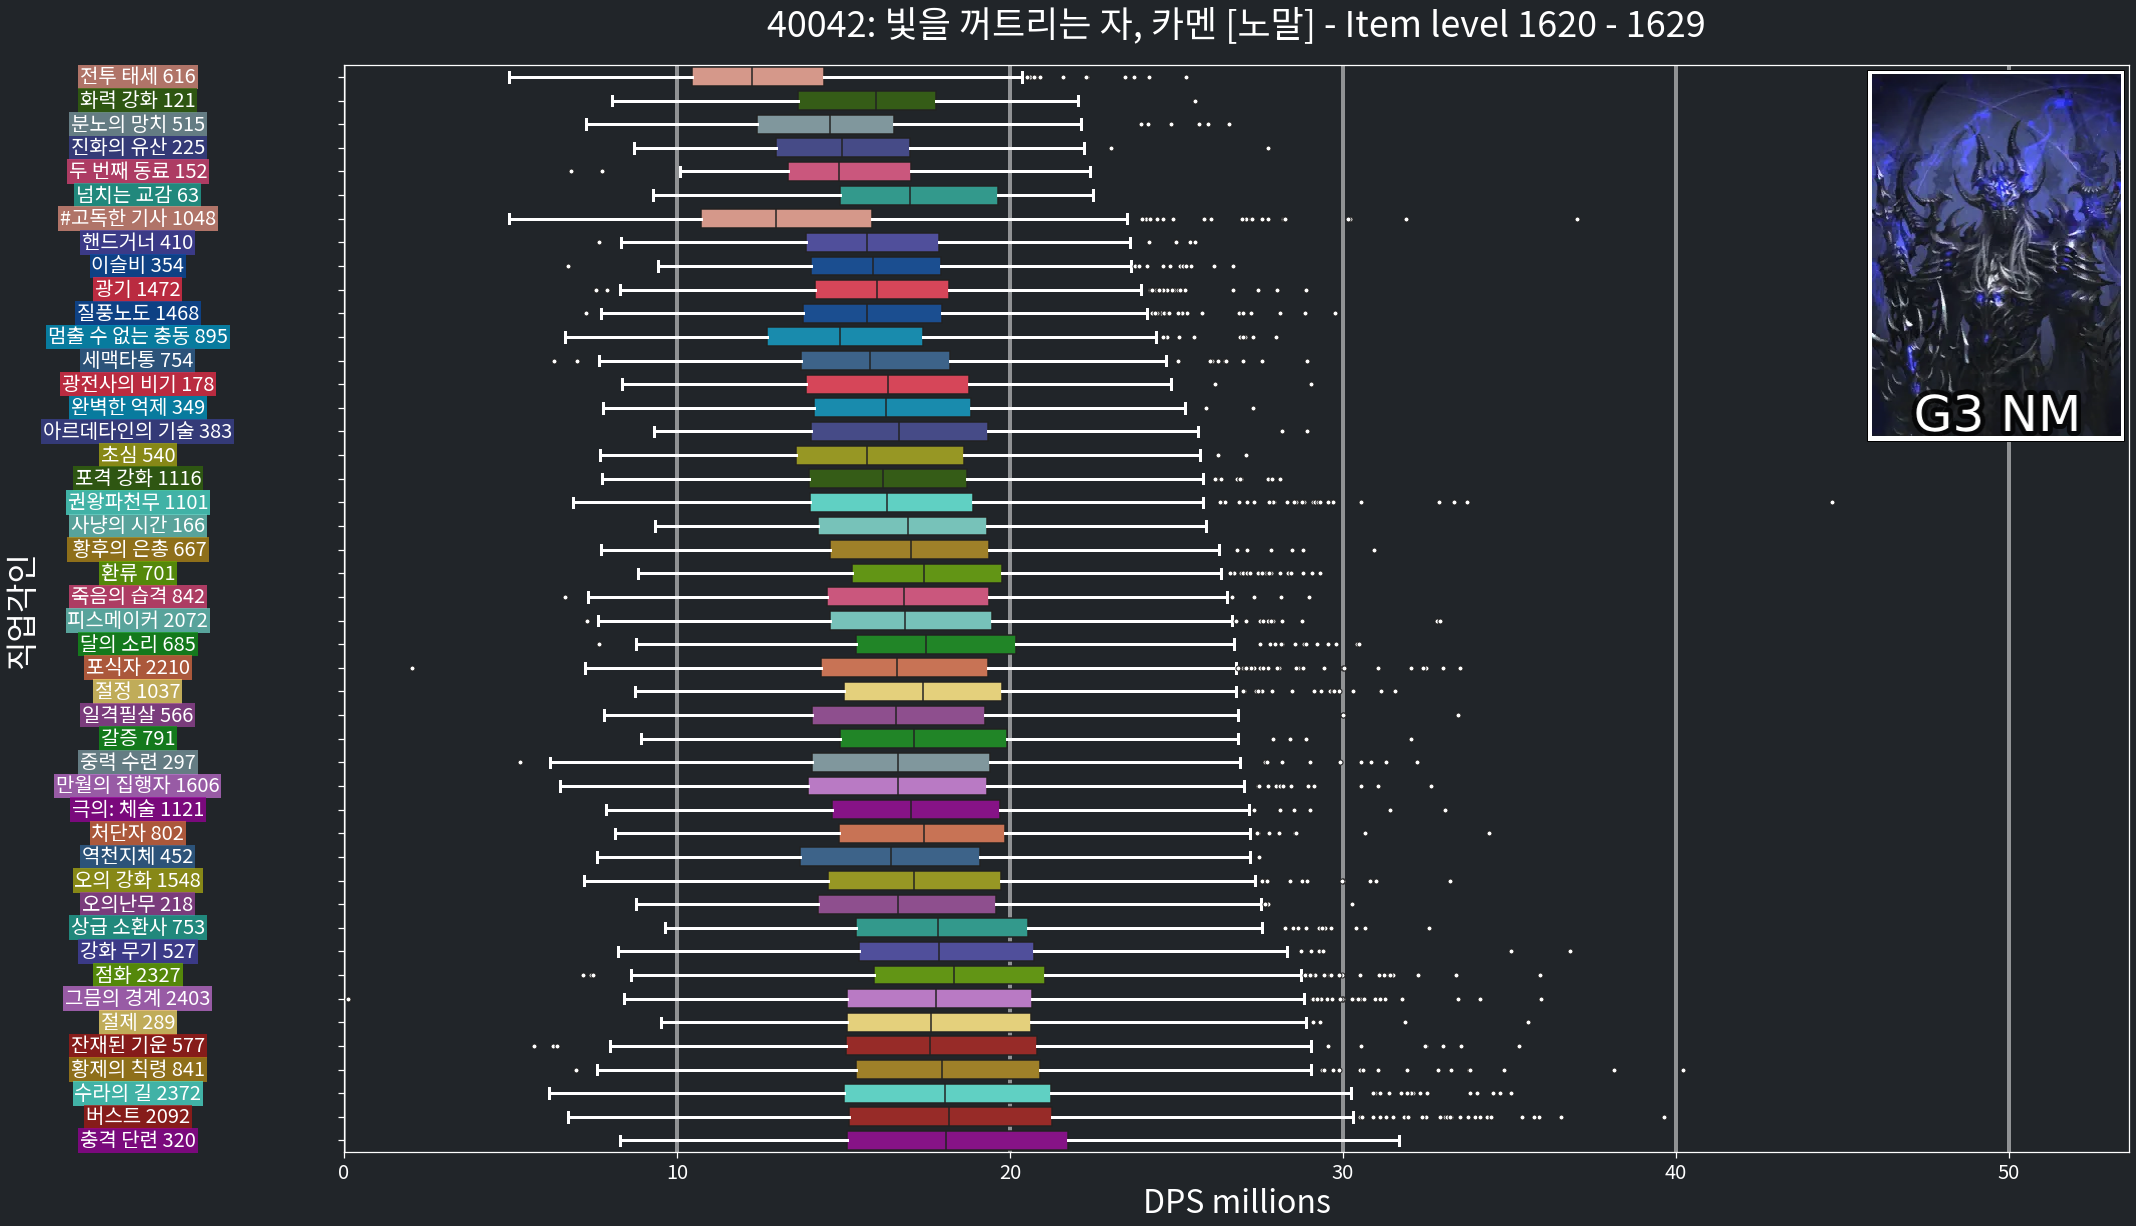 40042: 빛을 꺼트리는 자, 카멘 [노말] - Item level 1620 - 1629
전투 태세 616
화력 강화 121
분노의 망치 515
진화의 유산 225
두 번째 동료 152
넘치는 교감 63
#고독한 기사 1048
핸드거너 410
이슬비 354
광기 1472
질풍노도 1468
멈출 수 없는 충동 895
세맥타통 754
광전사의 비기 178
완벽한 억제 349
아르데타인의 기술 383
초심 540
포격 강화 1116
권왕파천무 1101
사냥의 시간 166
황후의 은총 667
환류 701
죽음의 습격 842
피스메이커 2072
달의 소리 685
포식자 2210
절정 1037
일격필살 566
갈증 791
중력 수련 297
만월의 집행자 1606
극의: 체술 1121
처단자 802
역천지체 452
오의 강화 1548
오의난무 218
상급 소환사 753
강화 무기 527
점화 2327
그믐의 경계 2403
절제 289
잔재된 기운 577
황제의 칙령 841
수라의 길 2372
버스트 2092
충격 단련 320
직업각인
G3 NM
0 10 20 30 40 50
DPS millions